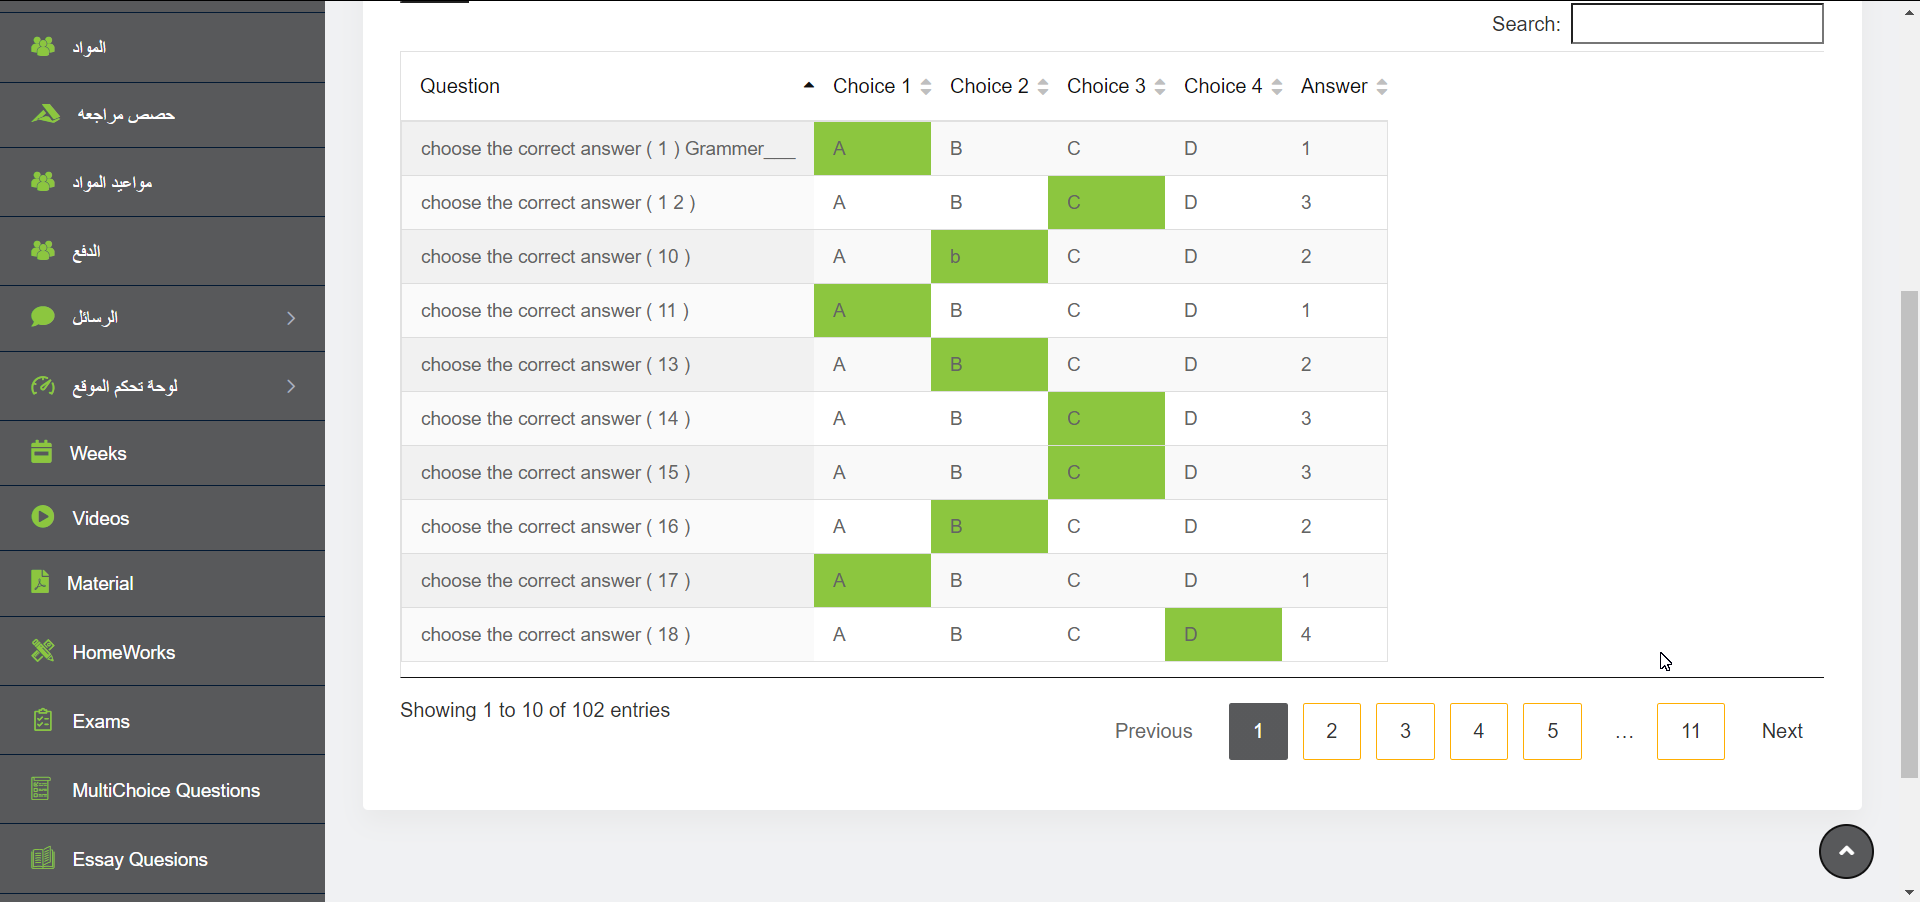 المواد
حصص مراجعه
مواعيد المواد
الدفع
الرسائل
لوحة تحكم الموقع
Weeks
Videos
Material
HomeWorks
Exams
MultiChoice Questions
Essay Quesions
Search:
Question Choice 1 Choice 2 Choice 3 Choice 4 Answer
choose the correct answer ( 1 ) Grammer___ A B C D 1
choose the correct answer ( 1 2 ) A B C D 3
choose the correct answer ( 10 ) A b C D 2
choose the correct answer ( 11 ) A B C D 1
choose the correct answer ( 13 ) A B C D 2
choose the correct answer ( 14 ) A B C D 3
choose the correct answer ( 15 ) A B C D 3
choose the correct answer ( 16 ) A B C D 2
choose the correct answer ( 17 ) A B C D 1
choose the correct answer ( 18 ) A B C D 4
Showing 1 to 10 of 102 entries
Previous 1 2 3 4 5 … 11 Next